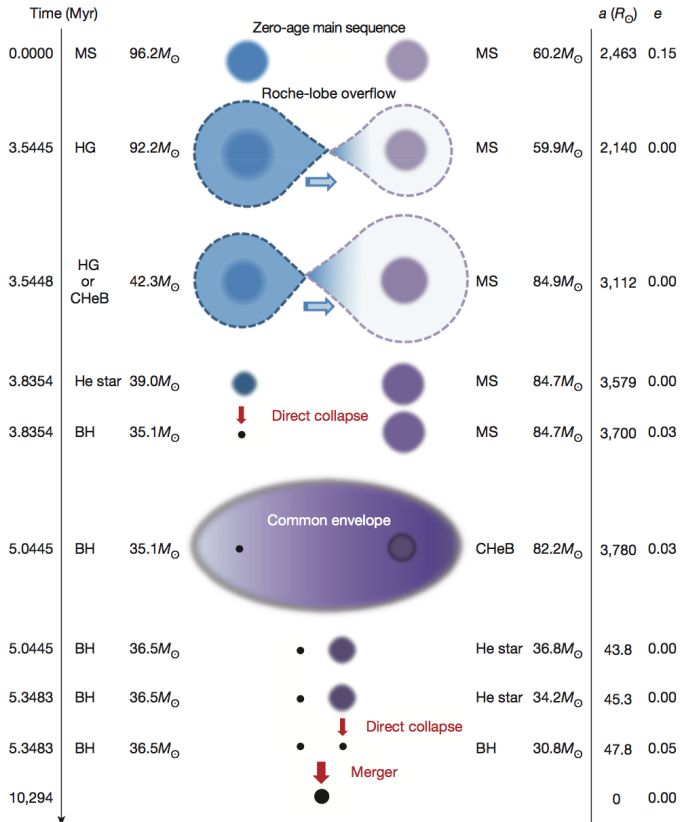 Time (Myr) a (R⊙) e
Zero-age main sequence
0.0000 MS 96.2M⊙ MS 60.2M⊙ 2,463 0.15
Roche-lobe overflow
3.5445 HG 92.2M⊙ MS 59.9M⊙ 2,140 0.00
HG
or
CHeB
3.5448 42.3M⊙ MS 84.9M⊙ 3,112 0.00
3.8354 He star 39.0M⊙ MS 84.7M⊙ 3,579 0.00
Direct collapse
3.8354 BH 35.1M⊙ MS 84.7M⊙ 3,700 0.03
Common envelope
5.0445 BH 35.1M⊙ CHeB 82.2M⊙ 3,780 0.03
5.0445 BH 36.5M⊙ He star 36.8M⊙ 43.8 0.00
5.3483 BH 36.5M⊙ He star 34.2M⊙ 45.3 0.00
Direct collapse
5.3483 BH 36.5M⊙ BH 30.8M⊙ 47.8 0.05
Merger
10,294 0 0.00